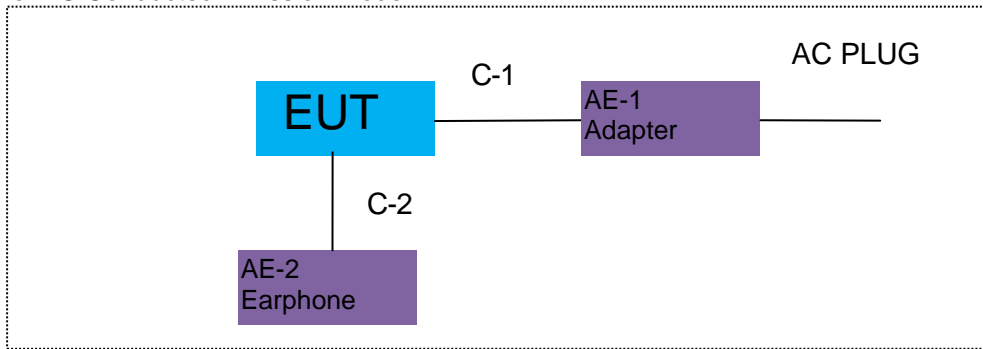 AC PLUG
C-1
EUT
AE-1
Adapter
C-2
AE-2
Earphone